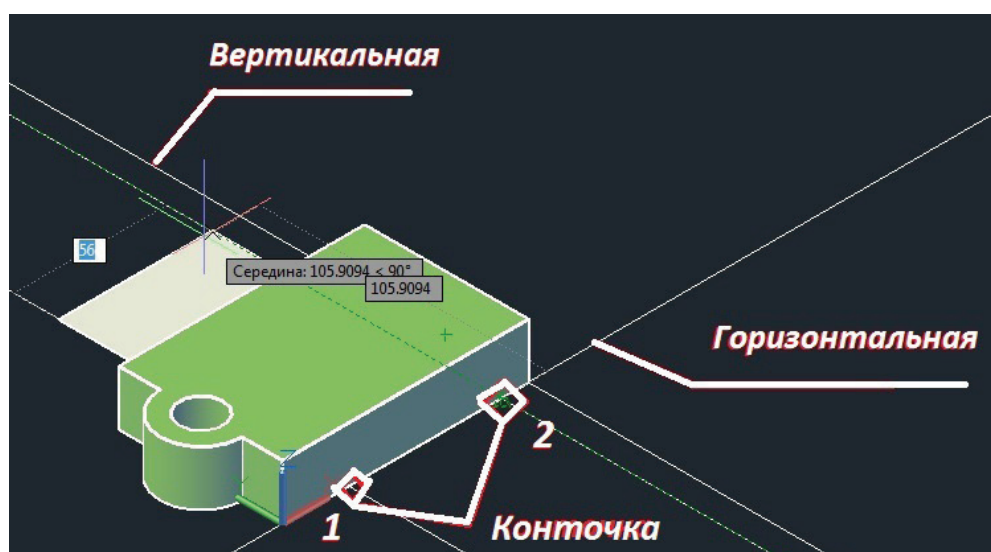 Вертикальная
56
Середина: 105.9094 < 90°
105.9094
Горизонтальная
2
1
Конточка